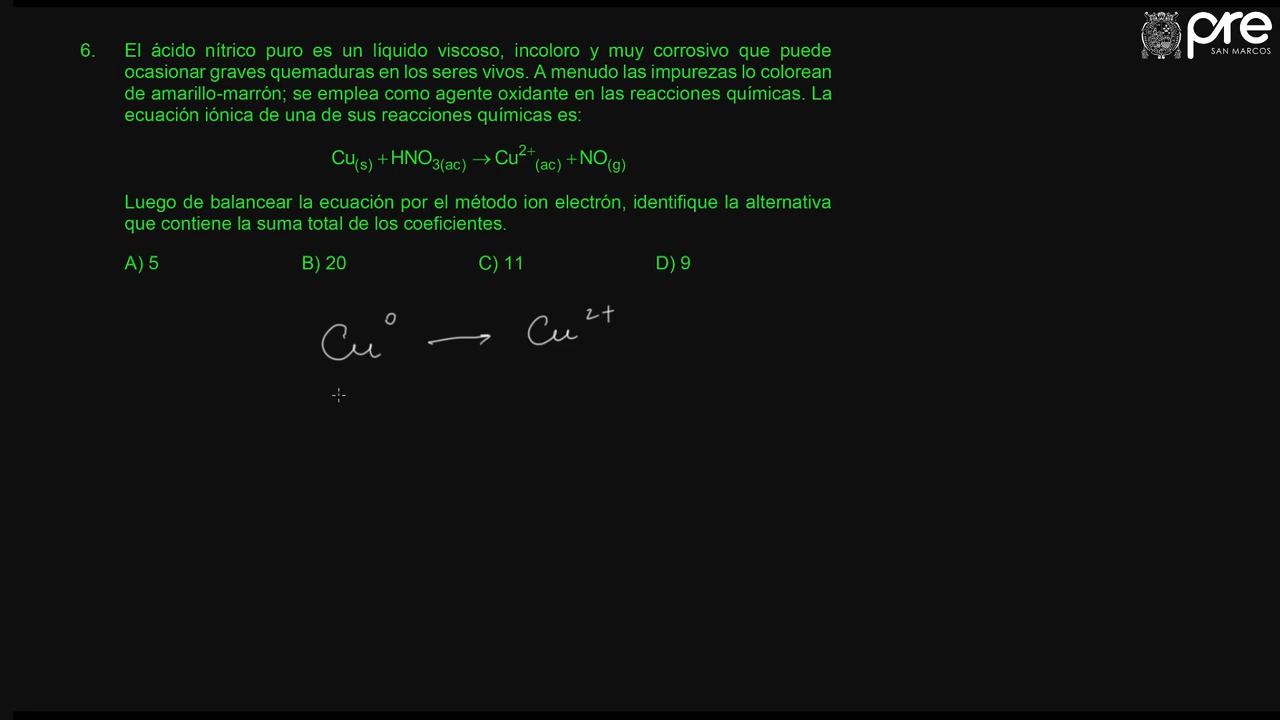 pre
SAN MARCOS
6. El ácido nítrico puro es un líquido viscoso, incoloro y muy corrosivo que puede
ocasionar graves quemaduras en los seres vivos. A menudo las impurezas lo colorean
de amarillo-marrón; se emplea como agente oxidante en las reacciones químicas. La
ecuación iónica de una de sus reacciones químicas es:
Cu(s) + HNO3(ac) → Cu2+(ac) + NO(g)
Luego de balancear la ecuación por el método ion electrón, identifique la alternativa
que contiene la suma total de los coeficientes.
A) 5 B) 20 C) 11 D) 9
Cu0 → Cu2+